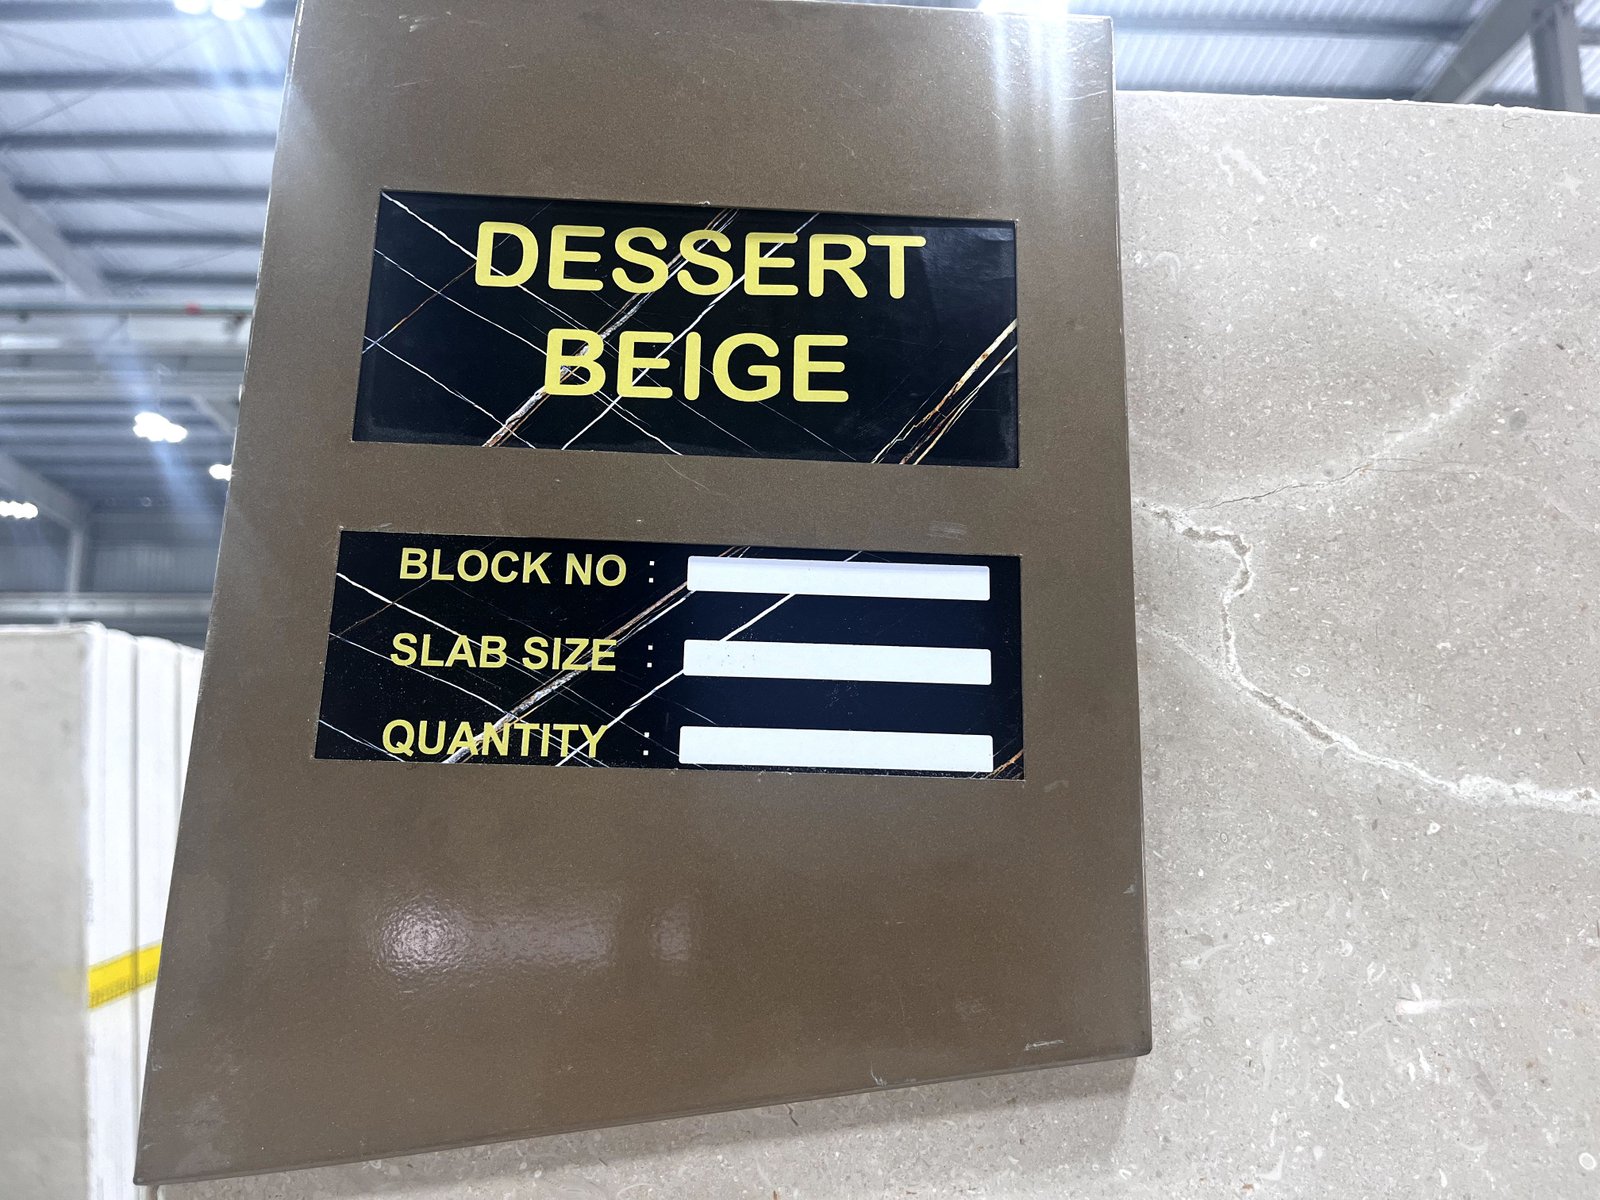 DESSERT
BEIGE
BLOCK NO :
SLAB SIZE :
QUANTITY :